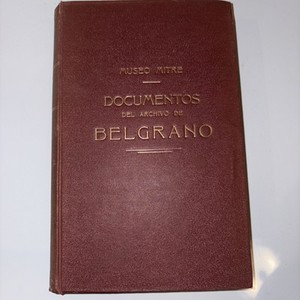 MUSEO MITRE
DOCUMENTOS
DEL ARCHIVO DE
BELGRANO